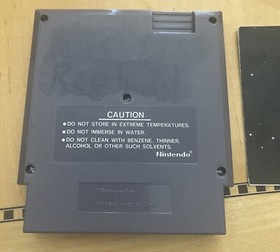 CAUTION
•DO NOT STORE IN EXTREME TEMPERATURES.
•DO NOT IMMERSE IN WATER.
•DO NOT CLEAN WITH BENZENE, THINNER,
ALCOHOL OR OTHER SUCH SOLVENTS.
Nintendo®